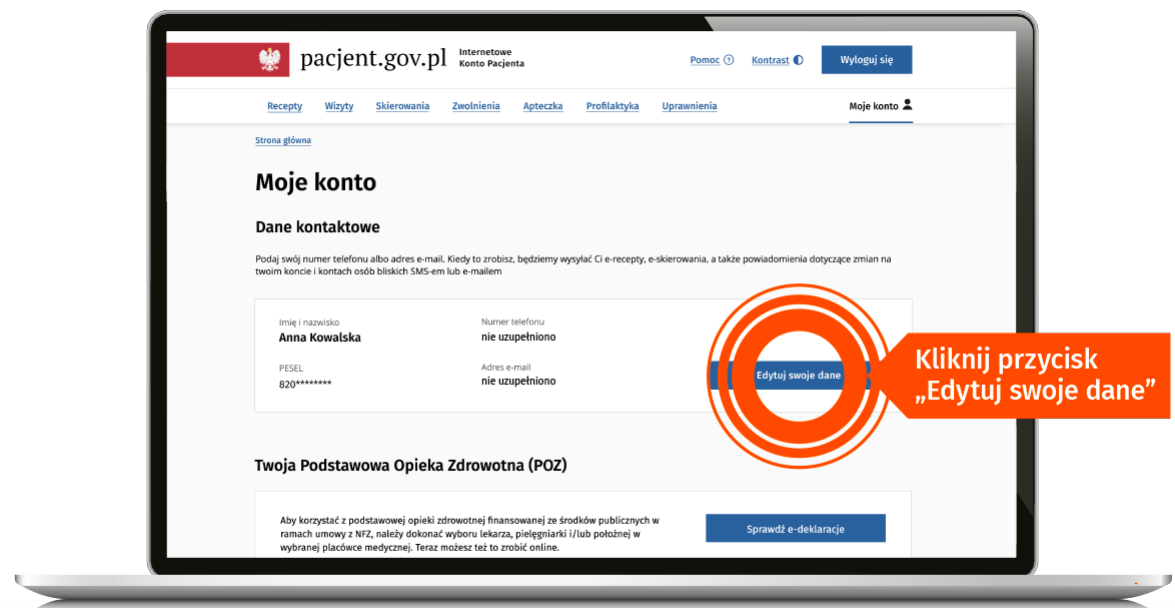 pacjent.gov.pl
Internetowe
Konto Pacjenta
Pomoc
Kontrast
Wyloguj się
Recepty
Wizyty
Skierowania
Zwolnienia
Apteczka
Profilaktyka
Uprawnienia
Moje konto
Strona główna
Moje konto
Dane kontaktowe
Podaj swój numer telefonu albo adres e-mail. Kiedy to zrobisz, będziemy wysyłać Ci e-recepty, e-skierowania, a także powiadomienia dotyczące zmian na
twoim koncie i kontach osób bliskich SMS-em lub e-mailem
Imię i nazwisko
Anna Kowalska
Numer telefonu
nie uzupełniono
PESEL
820********
Adres e-mail
nie uzupełniono
Edytuj swoje dane
Kliknij przycisk
„Edytuj swoje dane”
Twoja Podstawowa Opieka Zdrowotna (POZ)
Aby korzystać z podstawowej opieki zdrowotnej finansowanej ze środków publicznych w
ramach umowy z NFZ, należy dokonać wyboru lekarza, pielęgniarki i/lub położnej w
wybranej placówce medycznej. Teraz możesz też to zrobić online.
Sprawdź e-deklaracje